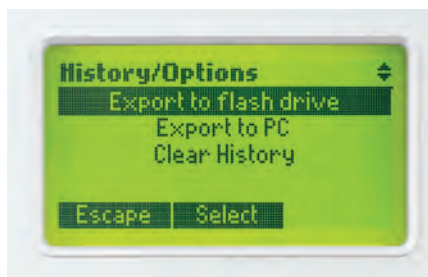 History/Options
Export to flash drive
Export to PC
Clear History
Escape Select